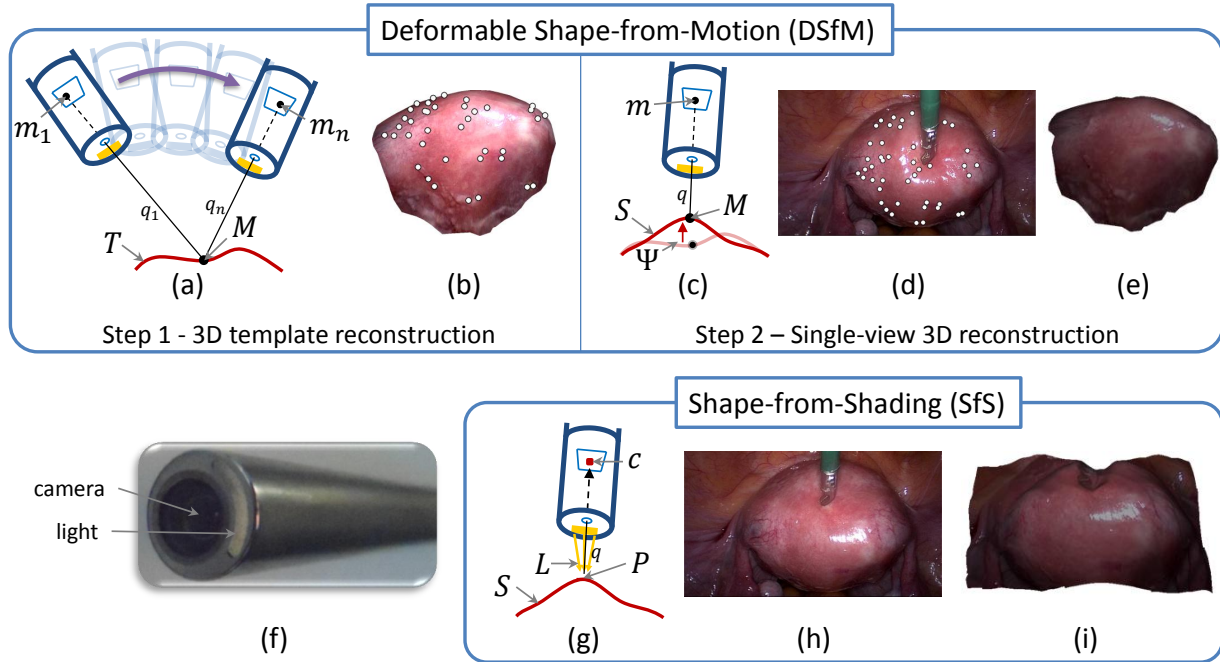 Deformable Shape-from-Motion (DSfM)
m₁
mₙ
q₁
qₙ
M
T
(a)
(b)
Step 1 - 3D template reconstruction
m
q
S
M
Ψ
(c)
(d)
(e)
Step 2 – Single-view 3D reconstruction
camera
light
(f)
Shape-from-Shading (SfS)
c
q
L
P
S
(g)
(h)
(i)